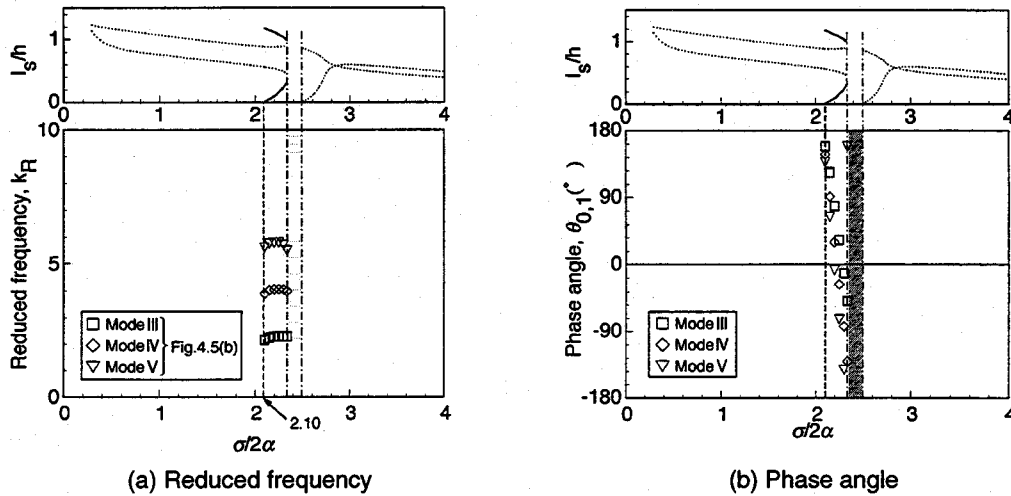 I_s/h
1
0
0
1
2
3
4
Reduced frequency, k_R
10
5
0
□ Mode III
◇ Mode IV
▽ Mode V
Fig.4.5(b)
2.10
0
1
2
3
4
σ/2α
(a) Reduced frequency
I_s/h
1
0
0
1
2
3
4
Phase angle, θ_0,1(°)
180
90
0
-90
-180
□ Mode III
◇ Mode IV
▽ Mode V
0
1
2
3
4
σ/2α
(b) Phase angle